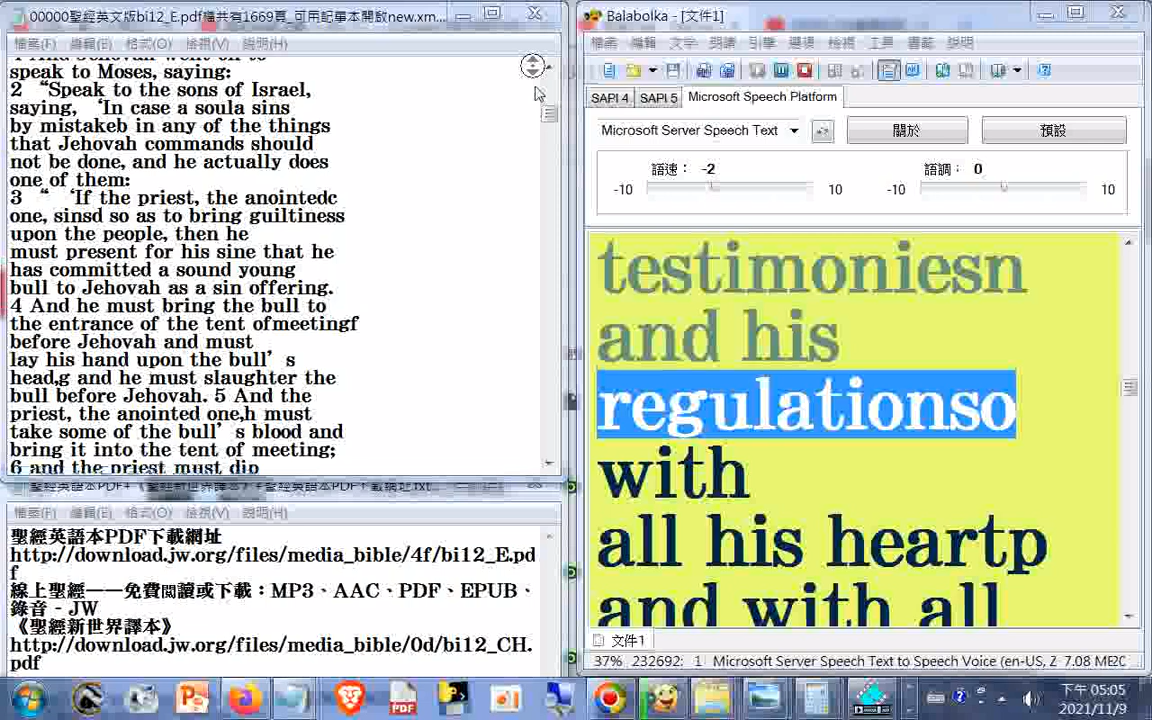 00000聖經英文版bi12_E.pdf檔共有1669頁_可用記事本開啟new.xm...
檔案(F) 編輯(E) 格式(O) 檢視(V) 說明(H)
speak to Moses, saying:
2 “Speak to the sons of Israel,
saying, ‘In case a soula sins
by mistakeb in any of the things
that Jehovah commands should
not be done, and he actually does
one of them:
3 “ ‘If the priest, the anointedc
one, sinsd so as to bring guiltiness
upon the people, then he
must present for his sine that he
has committed a sound young
bull to Jehovah as a sin offering.
4 And he must bring the bull to
the entrance of the tent ofmeetingf
before Jehovah and must
lay his hand upon the bull’s
head,g and he must slaughter the
bull before Jehovah. 5 And the
priest, the anointed one,h must
take some of the bull’s blood and
bring it into the tent of meeting;
6 and the priest must dip
檔案(F) 編輯(E) 格式(O) 檢視(V) 說明(H)
聖經英語本PDF下載網址
http://download.jw.org/files/media_bible/4f/bi12_E.pd
f
線上聖經——免費閱讀或下載：MP3、AAC、PDF、EPUB、
錄音 - JW
《聖經新世界譯本》
http://download.jw.org/files/media_bible/0d/bi12_CH.
pdf
Balabolka - [文件1]
檔案 編輯 文字 朗讀 引擎 選項 檢視 工具 書籤 說明
SAPI 4 SAPI 5 Microsoft Speech Platform
Microsoft Server Speech Text 關於 預設
語速： -2 語調： 0
-10 10 -10 10
testimoniesn
and his
regulationso
with
all his heartp
and with all
文件1
37% 232692: 1 Microsoft Server Speech Text to Speech Voice (en-US, Z 7.08 ME
下午 05:05
2021/11/9